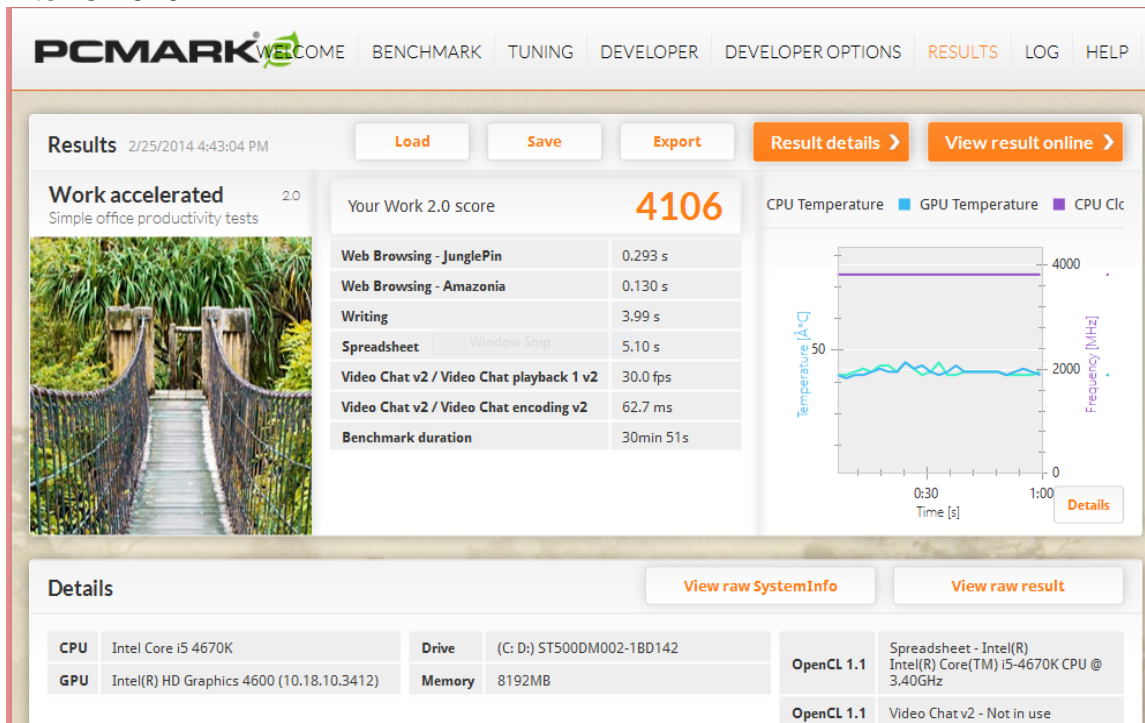 PCMARK WELCOME BENCHMARK TUNING DEVELOPER DEVELOPER OPTIONS RESULTS LOG HELP
Results 2/25/2014 4:43:04 PM Load Save Export Result details View result online
Work accelerated 2.0
Simple office productivity tests
Your Work 2.0 score 4106
Web Browsing - JunglePin 0.293 s
Web Browsing - Amazonia 0.130 s
Writing 3.99 s
Spreadsheet 5.10 s
Window Snip
Video Chat v2 / Video Chat playback 1 v2 30.0 fps
Video Chat v2 / Video Chat encoding v2 62.7 ms
Benchmark duration 30min 51s
CPU Temperature GPU Temperature CPU Clo
Temperature [Â°C]
50
4000
2000
0
Frequency [MHz]
0:30 1:00
Time [s]
Details
Details View raw SystemInfo View raw result
CPU Intel Core i5 4670K Drive (C: D:) ST500DM002-1BD142
GPU Intel(R) HD Graphics 4600 (10.18.10.3412) Memory 8192MB
OpenCL 1.1 Spreadsheet - Intel(R)
Intel(R) Core(TM) i5-4670K CPU @
3.40GHz
OpenCL 1.1 Video Chat v2 - Not in use